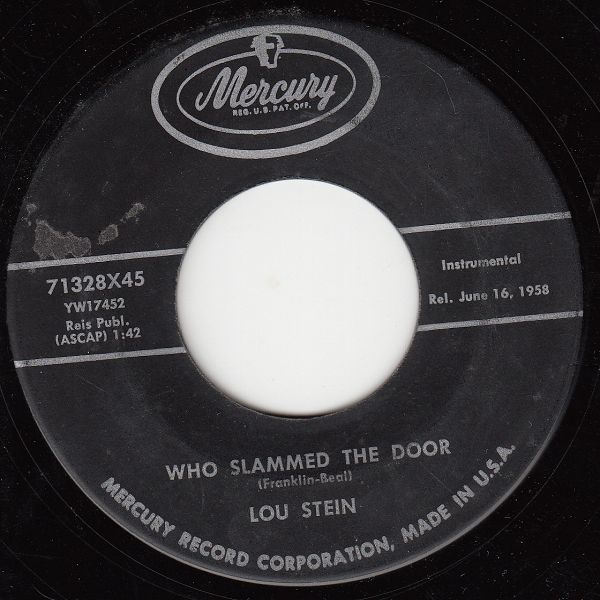 Mercury
REG. U.S. PAT. OFF.
71328X45
YW17452
Reis Publ.
(ASCAP) 1:42
Instrumental
Rel. June 16, 1958
WHO SLAMMED THE DOOR
(Franklin-Beal)
LOU STEIN
MERCURY RECORD CORPORATION, MADE IN U.S.A.